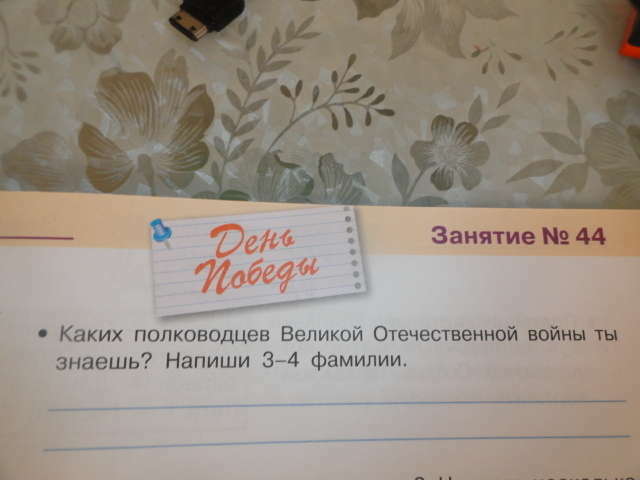 День
Победы
Занятие № 44
• Каких полководцев Великой Отечественной войны ты
знаешь? Напиши 3–4 фамилии.